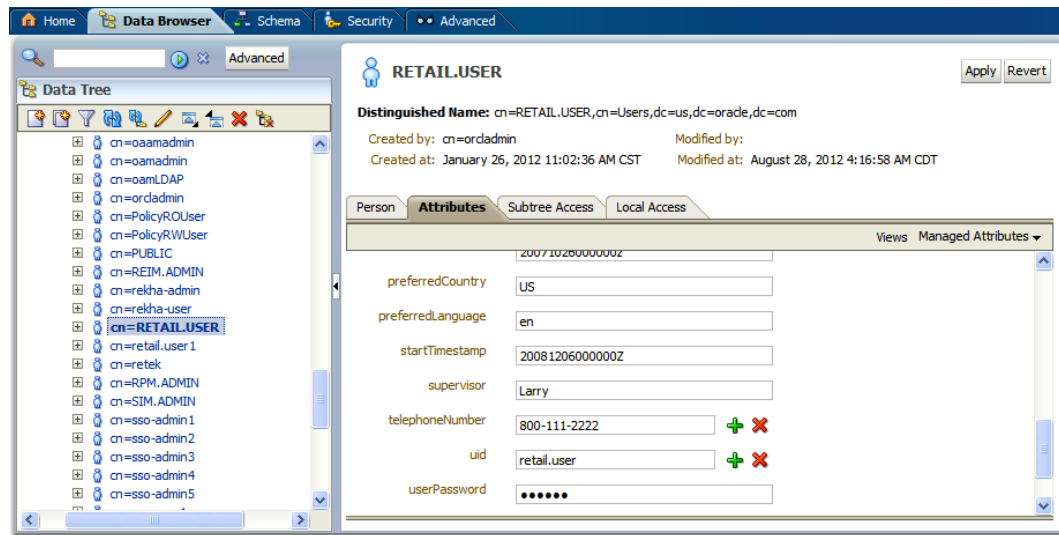 Home Data Browser Schema Security Advanced
Advanced
Data Tree
cn=oaamadmin
cn=oamadmin
cn=oamLDAP
cn=orcladmin
cn=PolicyROUser
cn=PolicyRWUser
cn=PUBLIC
cn=REIM.ADMIN
cn=rekha-admin
cn=rekha-user
cn=RETAIL.USER
cn=retail.user1
cn=retek
cn=RPM.ADMIN
cn=SIM.ADMIN
cn=sso-admin1
cn=sso-admin2
cn=sso-admin3
cn=sso-admin4
cn=sso-admin5
RETAIL.USER
Apply Revert
Distinguished Name: cn=RETAIL.USER,cn=Users,dc=us,dc=oracle,dc=com
Created by: cn=orcladmin Modified by:
Created at: January 26, 2012 11:02:36 AM CST Modified at: August 28, 2012 4:16:58 AM CDT
Person Attributes Subtree Access Local Access
Views Managed Attributes
20071026000000Z
preferredCountry US
preferredLanguage en
startTimestamp 20081206000000Z
supervisor Larry
telephoneNumber 800-111-2222
uid retail.user
userPassword ●●●●●●